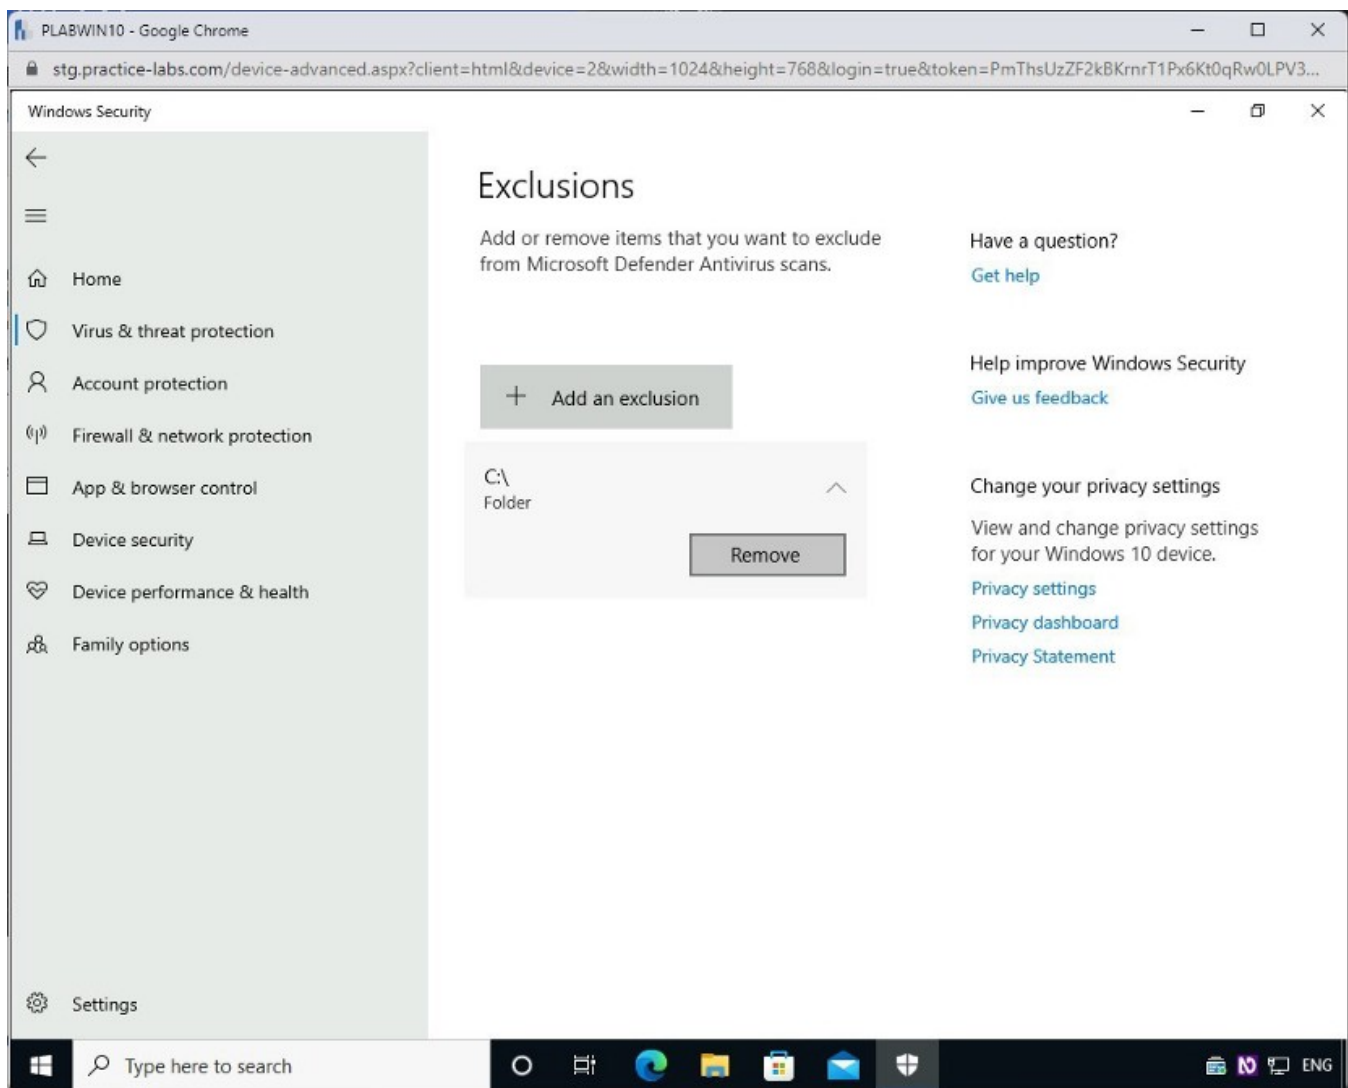 PLABWIN10 - Google Chrome
stg.practice-labs.com/device-advanced.aspx?client=html&device=2&width=1024&height=768&login=true&token=PmThsUzZF2kBKrnrT1Px6Kt0qRw0LPV3...
Windows Security
Home
Virus & threat protection
Account protection
Firewall & network protection
App & browser control
Device security
Device performance & health
Family options
Settings
Exclusions
Add or remove items that you want to exclude
from Microsoft Defender Antivirus scans.
Add an exclusion
C:\
Folder
Remove
Have a question?
Get help
Help improve Windows Security
Give us feedback
Change your privacy settings
View and change privacy settings
for your Windows 10 device.
Privacy settings
Privacy dashboard
Privacy Statement
Type here to search
ENG